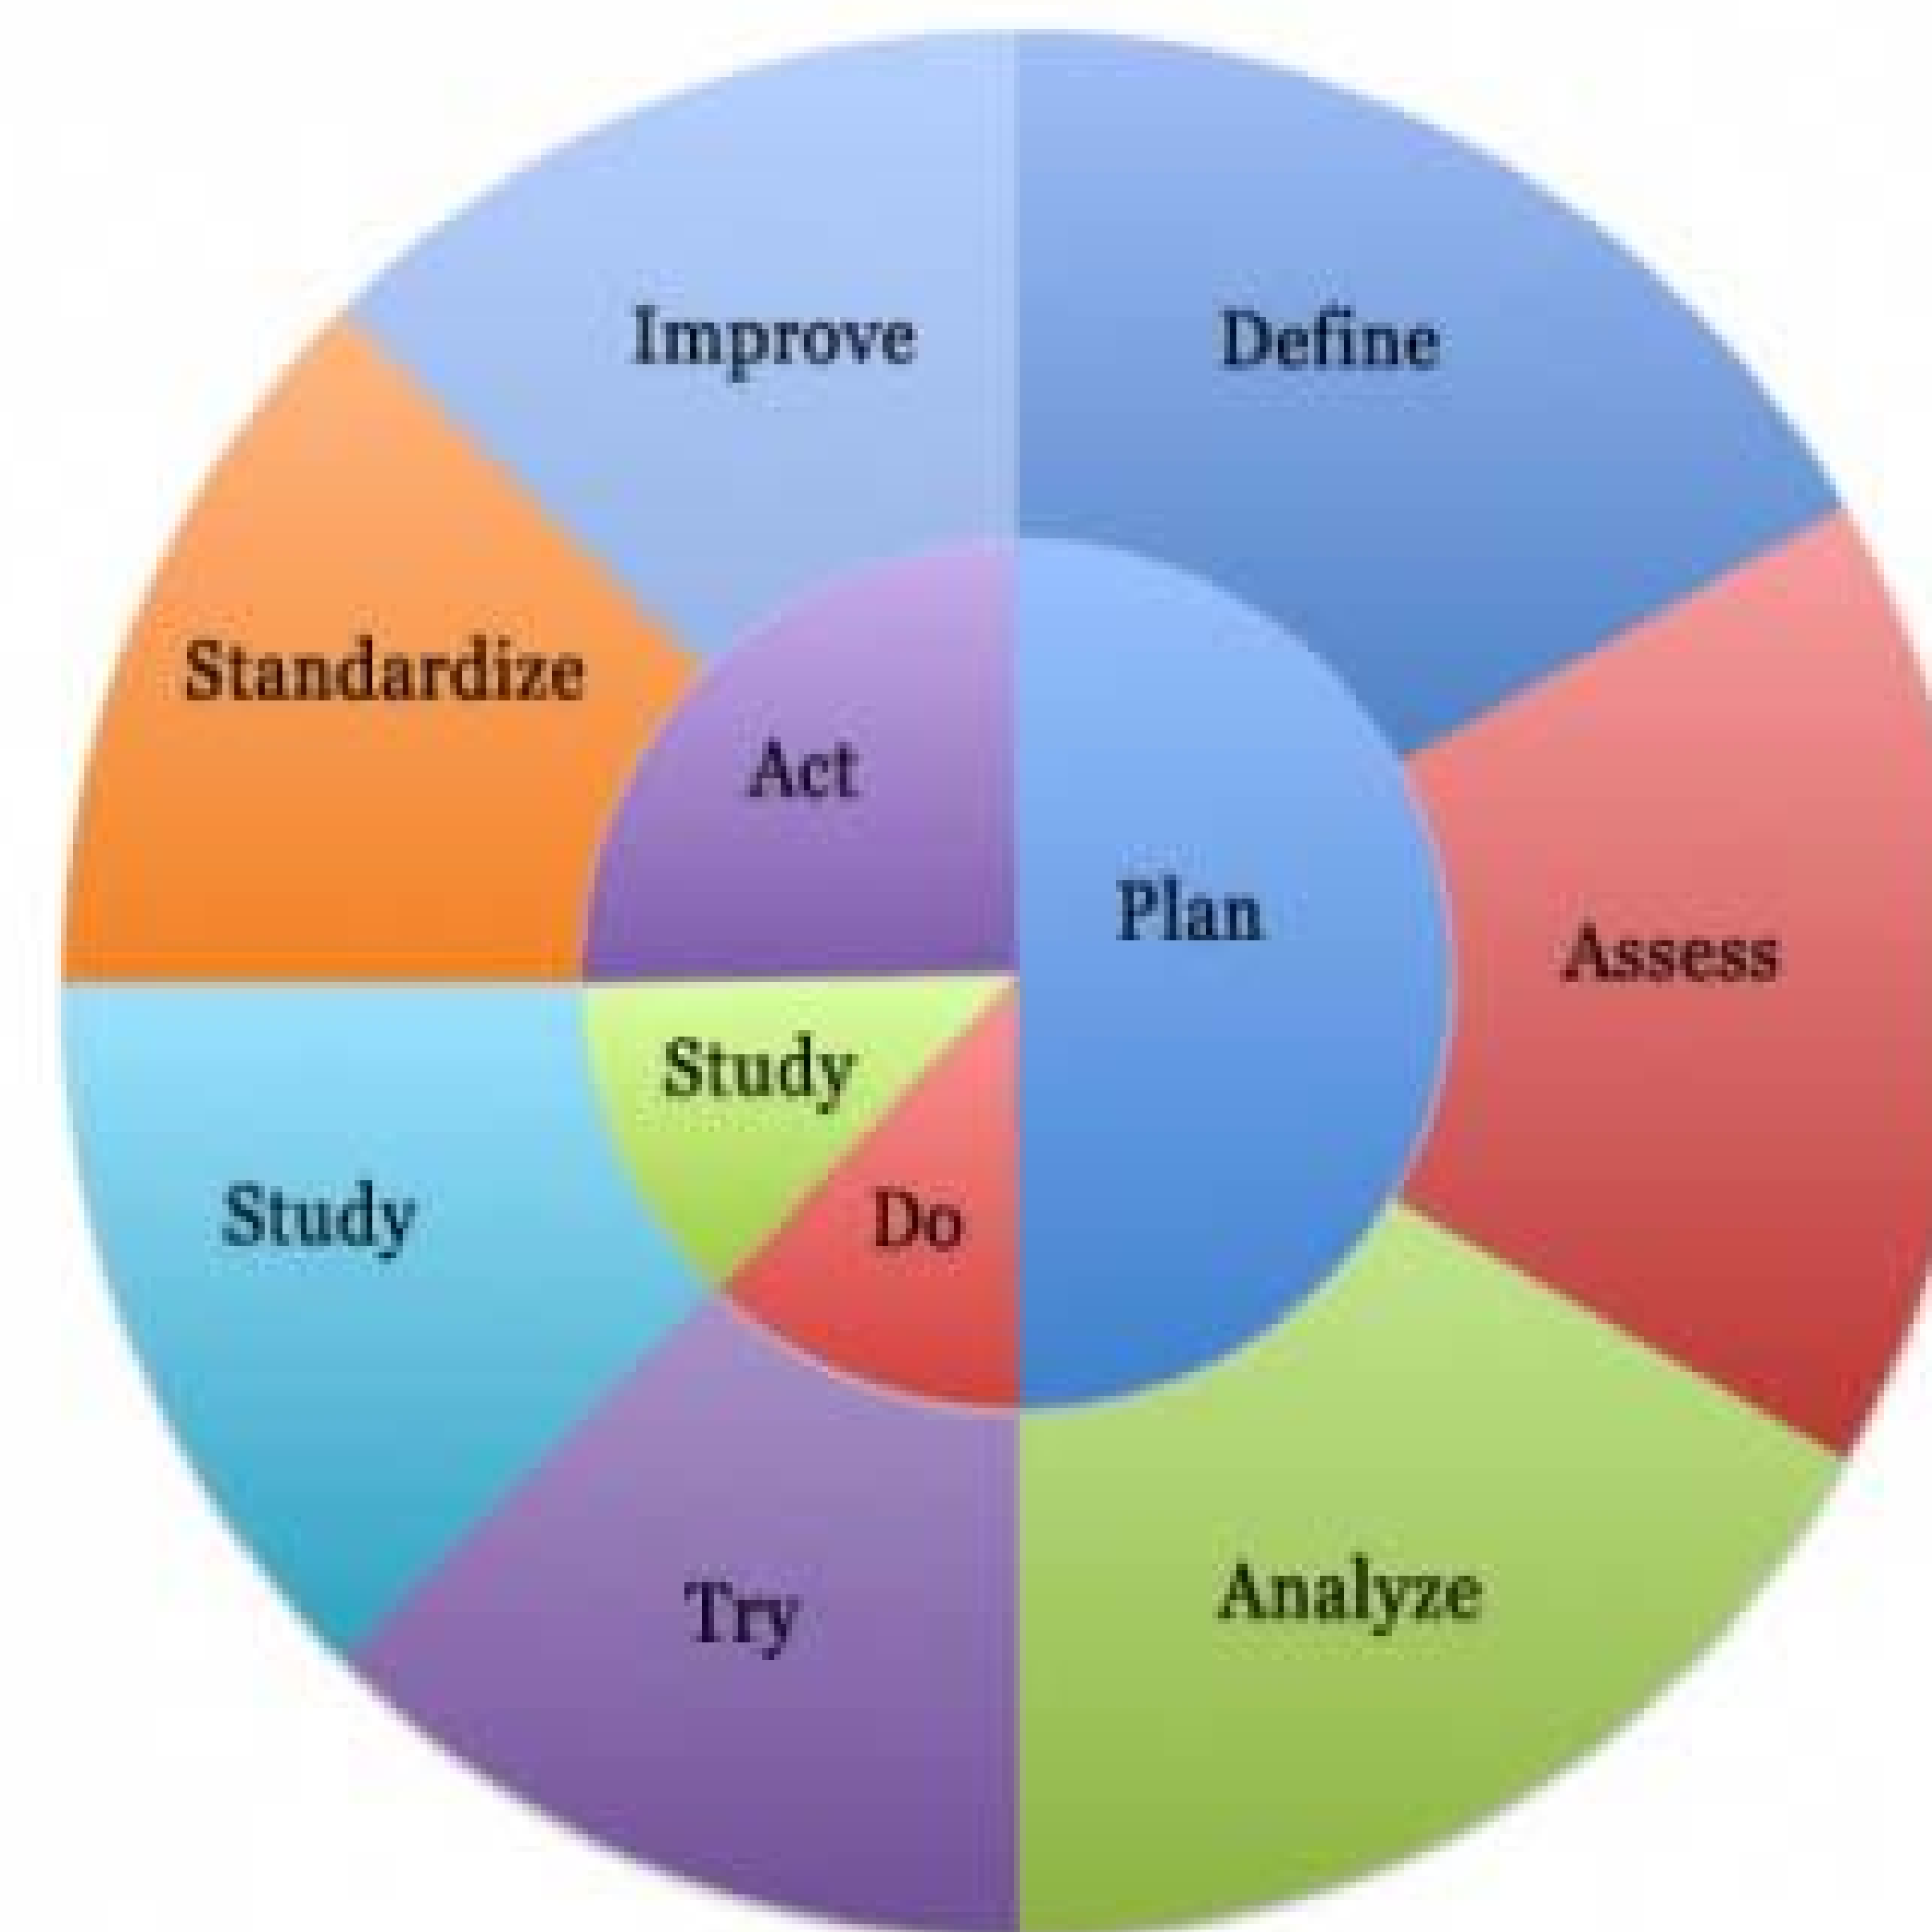 Improve
Define
Standardize
Act
Plan
Assess
Study
Study
Do
Try
Analyze